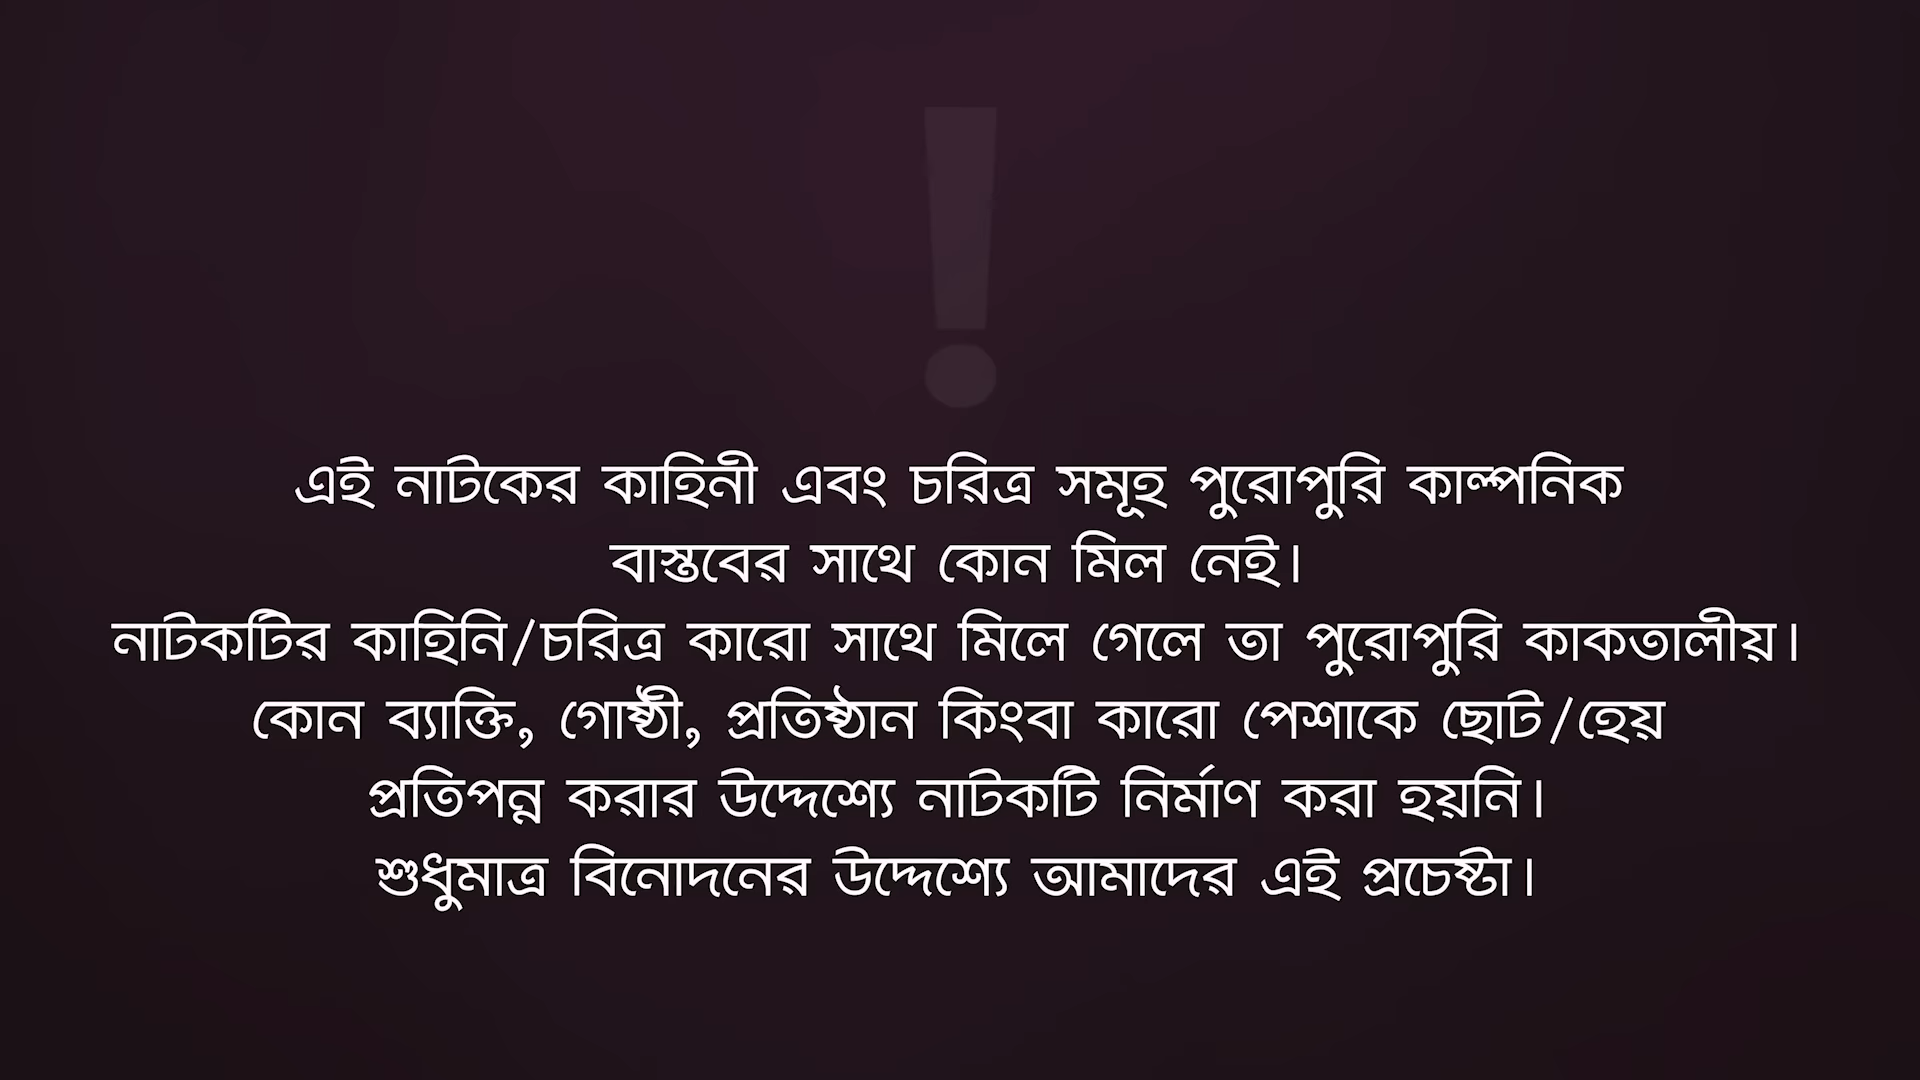 এই নাটকের কাহিনী এবং চরিত্র সমূহ পুরোপুরি কাল্পনিক
বাস্তবের সাথে কোন মিল নেই।
নাটকটির কাহিনি/চরিত্র কারো সাথে মিলে গেলে তা পুরোপুরি কাকতালীয়।
কোন ব্যাক্তি, গোষ্ঠী, প্রতিষ্ঠান কিংবা কারো পেশাকে ছোট/হেয়
প্রতিপন্ন করার উদ্দেশ্যে নাটকটি নির্মাণ করা হয়নি।
শুধুমাত্র বিনোদনের উদ্দেশ্যে আমাদের এই প্রচেষ্টা।